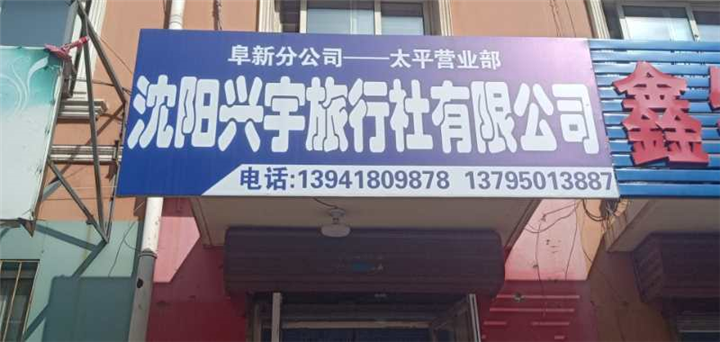 阜新分公司——太平营业部
沈阳兴宇旅行社有限公司
电话:13941809878 13795013887
鑫